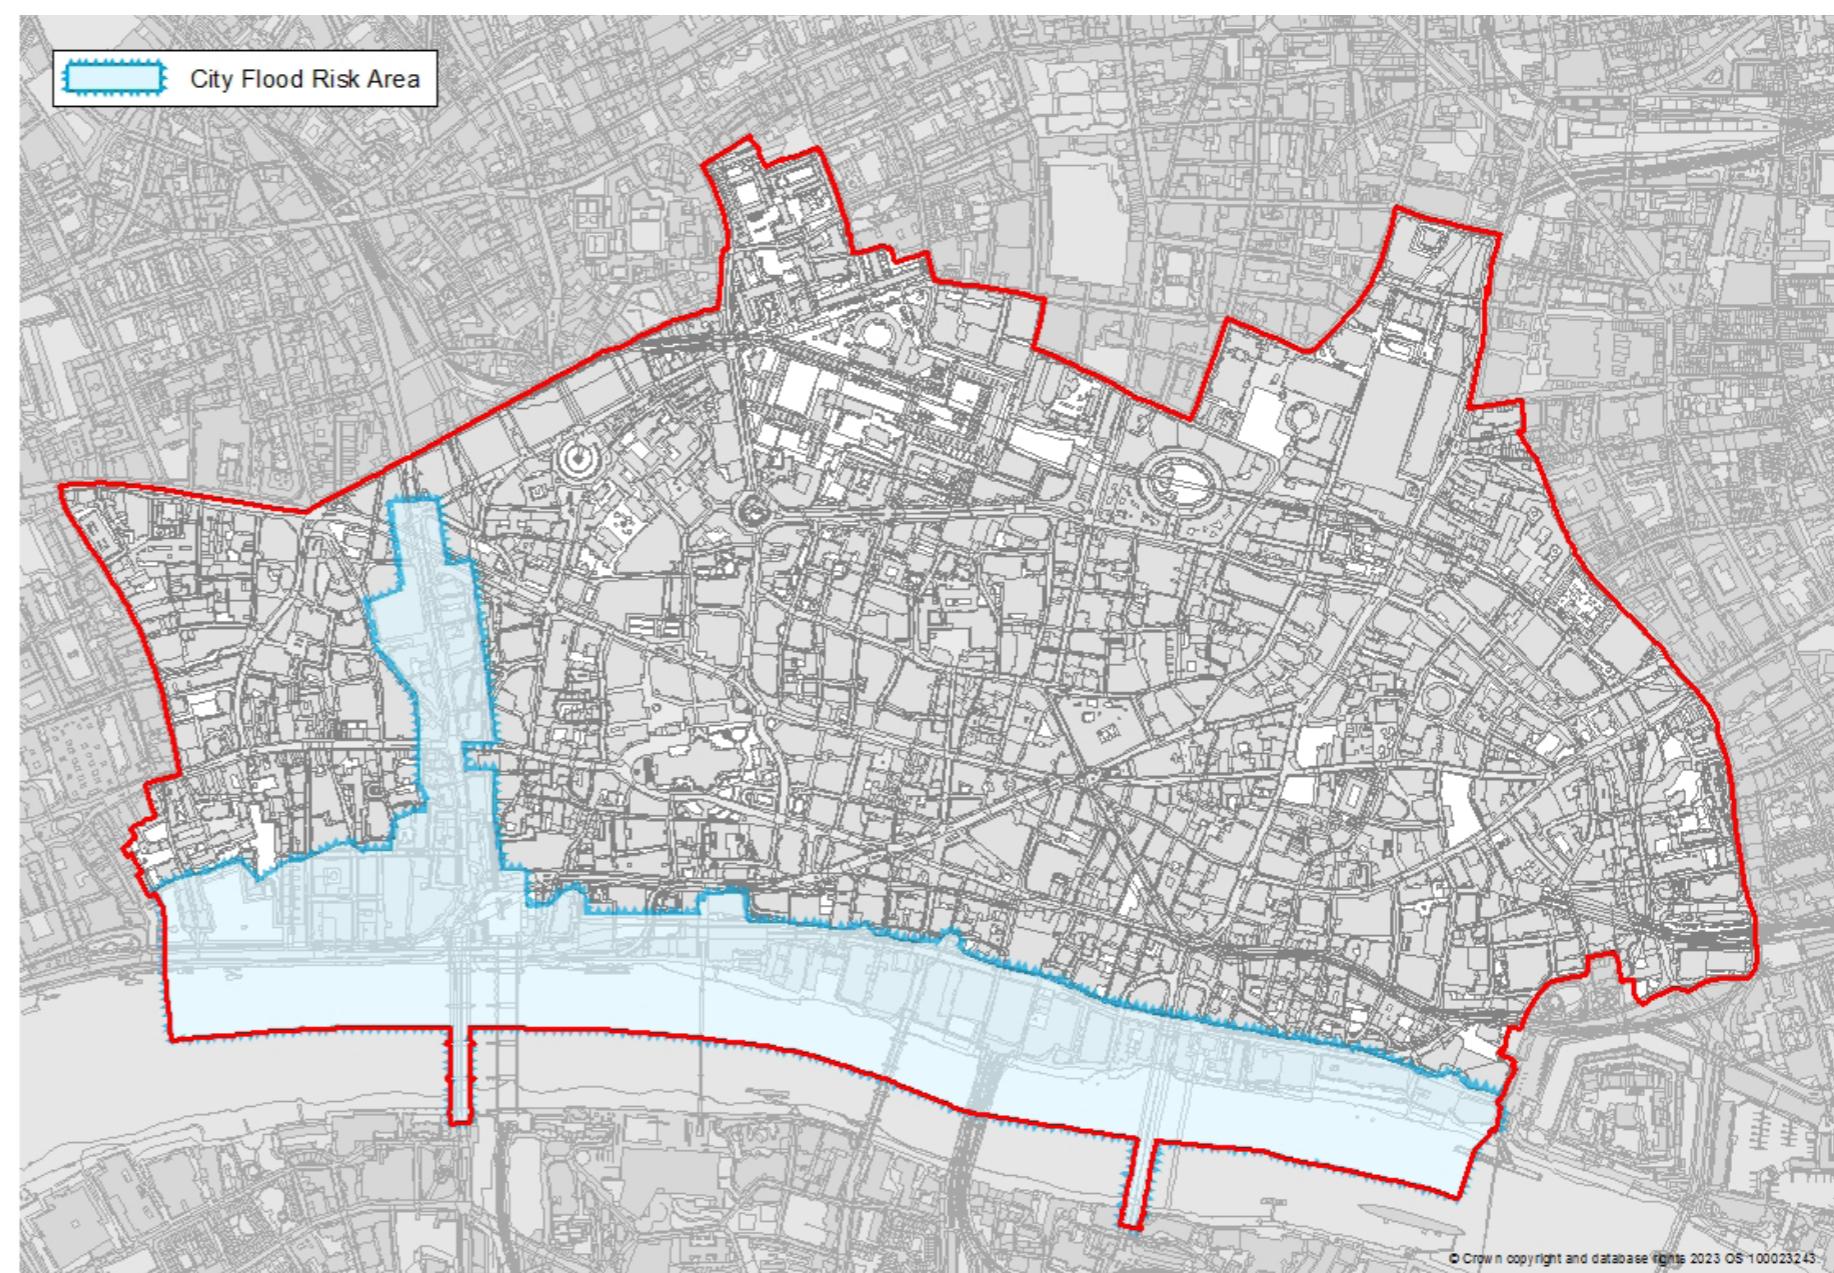 City Flood Risk Area
© Crown copyright and database rights 2023 OS 100023243.